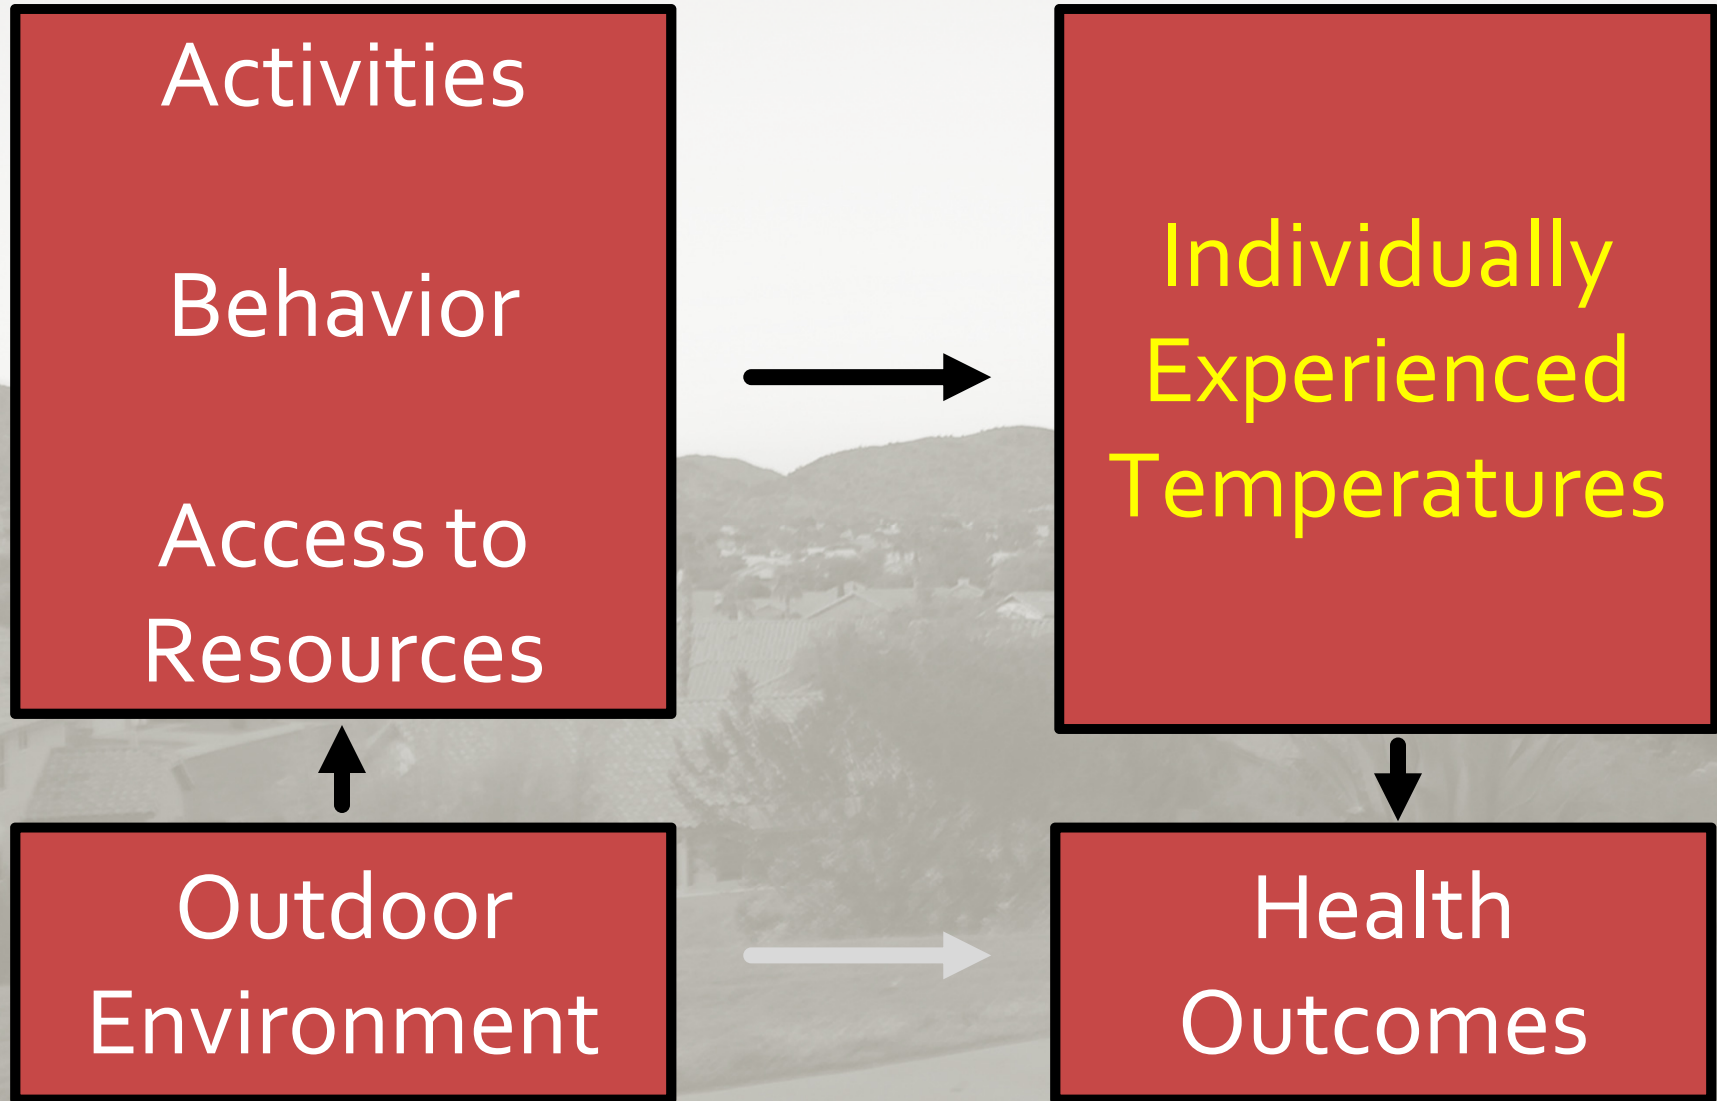 Activities
Behavior
Access to
Resources
Individually
Experienced
Temperatures
Outdoor
Environment
Health
Outcomes